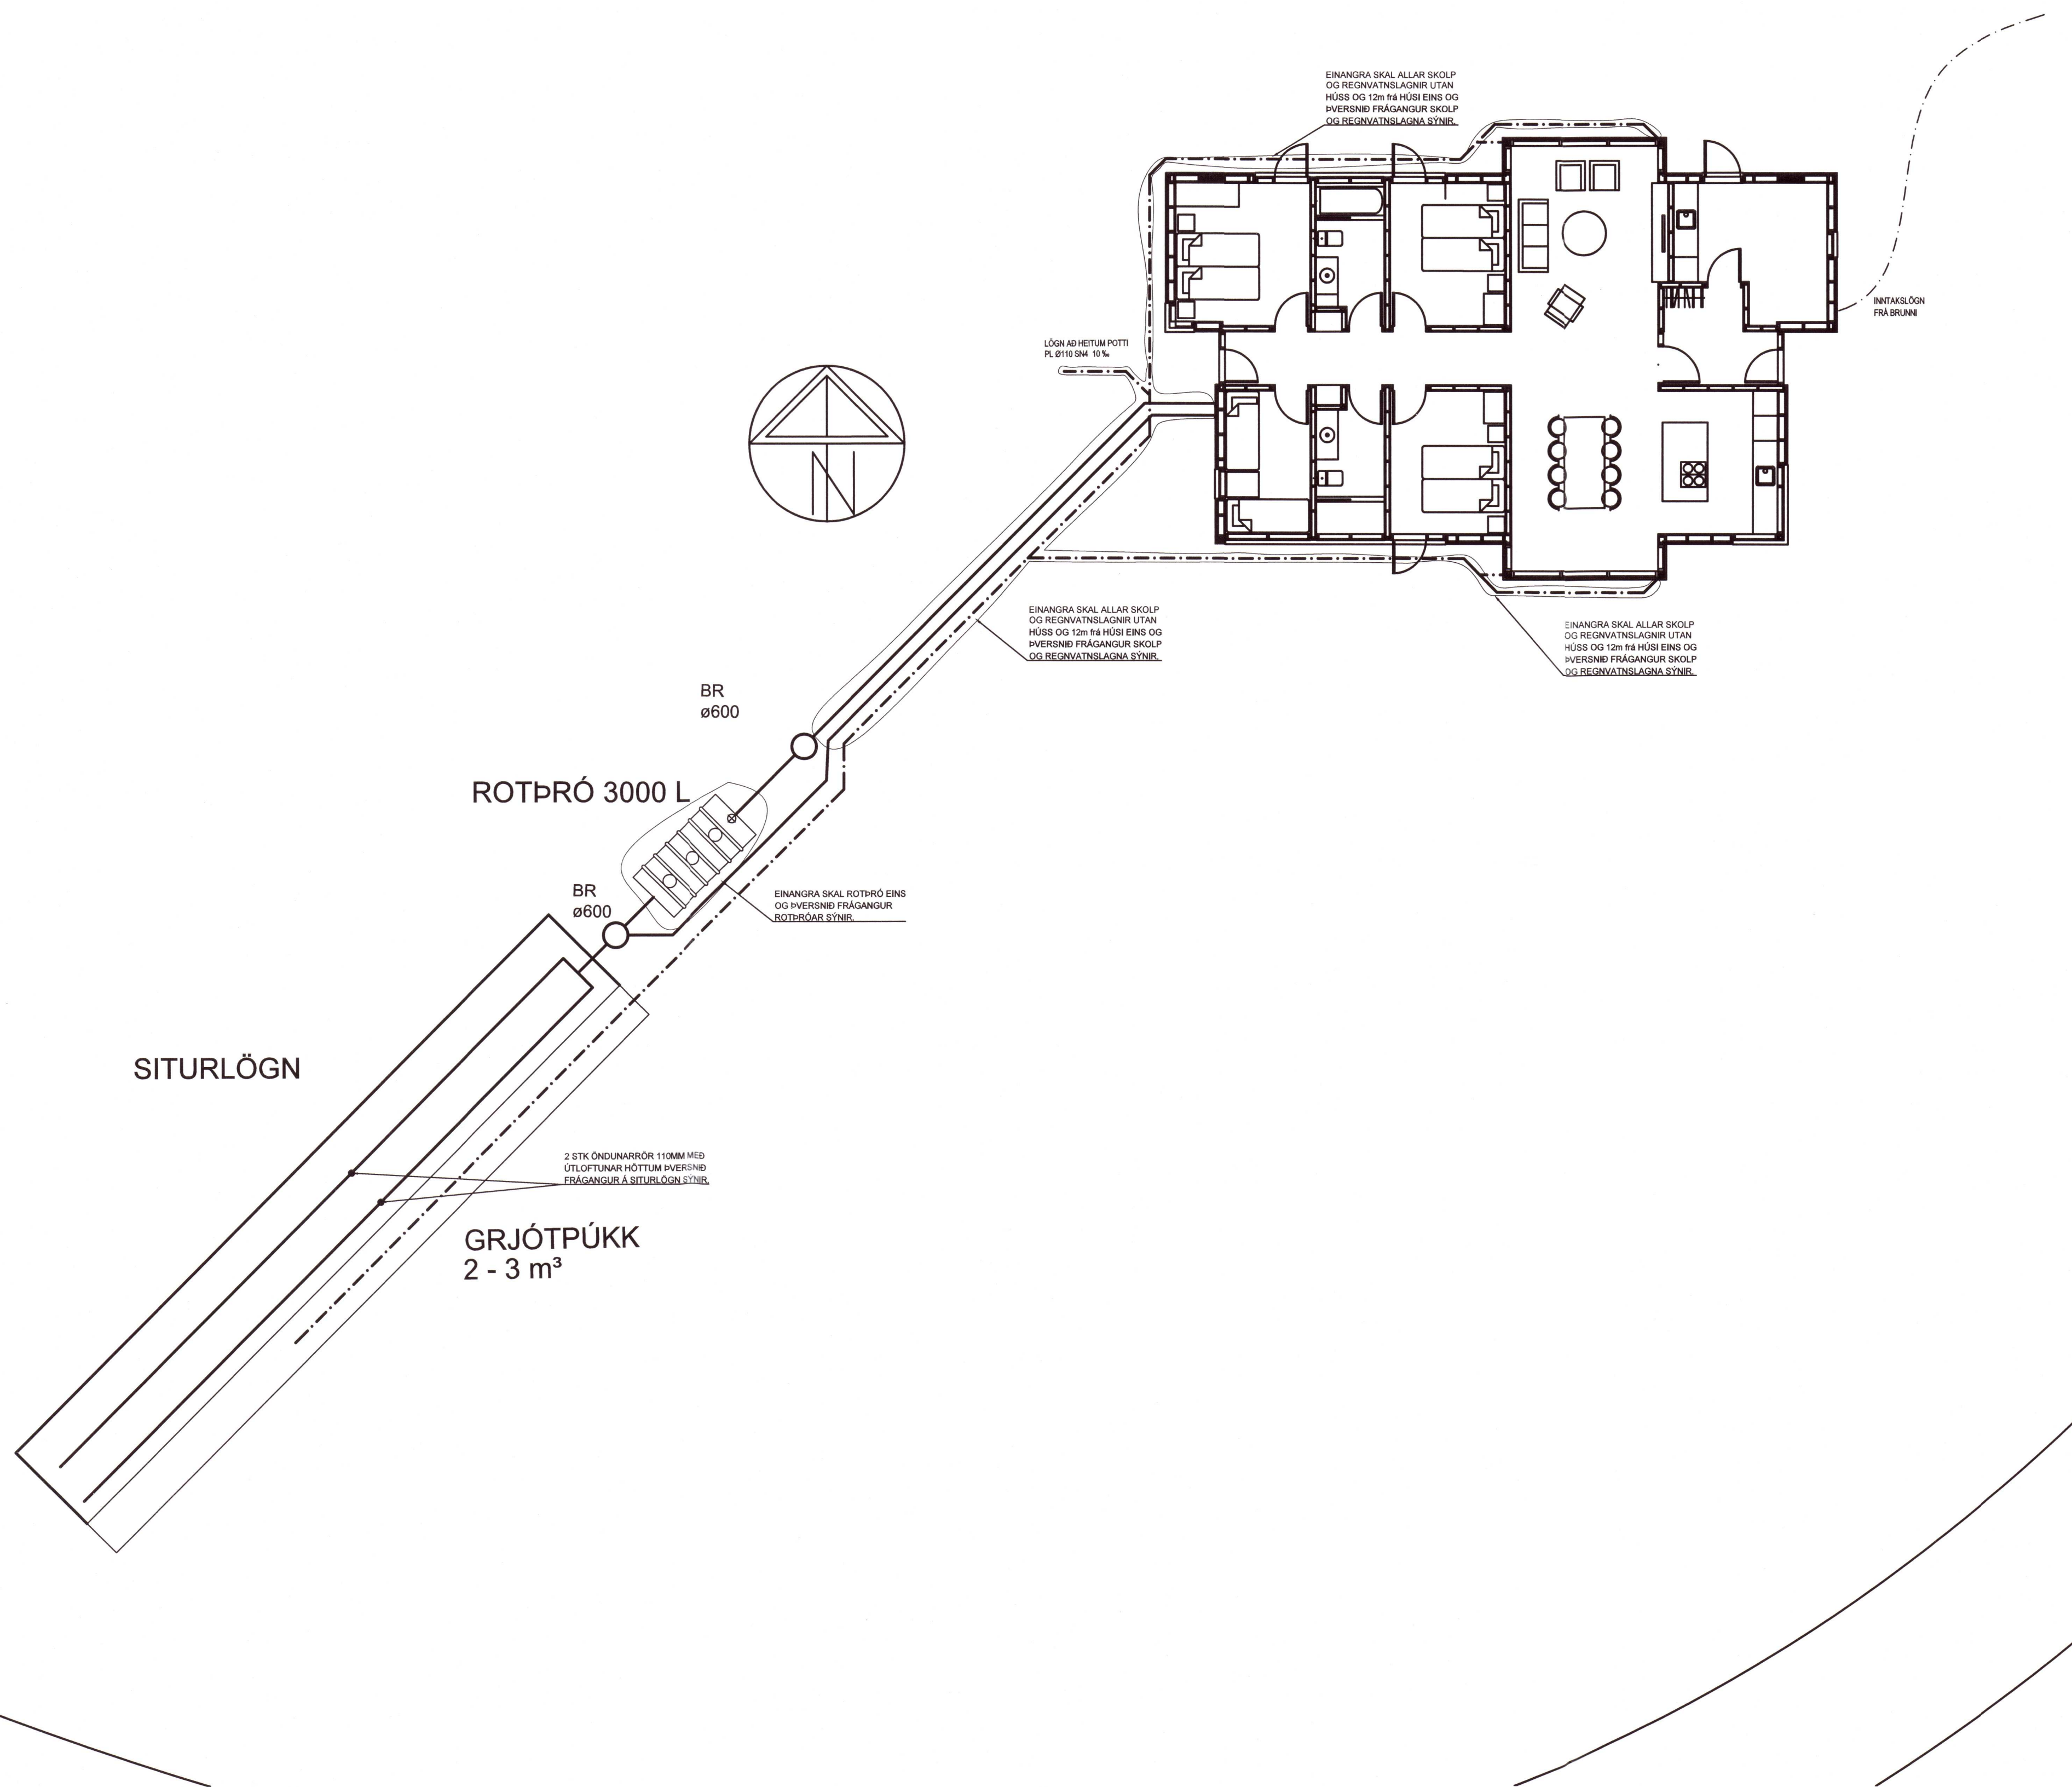 EINANGRA SKAL ALLAR SKOLP
OG REGNVATNSLAGNIR UTAN
HÚSS OG 12m frá HÚSI EINS OG
ÞVERSNIÐ FRÁGANGUR SKOLP
OG REGNVATNSLAGNA SÝNIR.
INNTAKSLÖGN
FRÁ BRUNNI
LÖGN AÐ HEITUM POTTI
PL Ø110 SN4 10 ‰
N
EINANGRA SKAL ALLAR SKOLP
OG REGNVATNSLAGNIR UTAN
HÚSS OG 12m frá HÚSI EINS OG
ÞVERSNIÐ FRÁGANGUR SKOLP
OG REGNVATNSLAGNA SÝNIR.
EINANGRA SKAL ALLAR SKOLP
OG REGNVATNSLAGNIR UTAN
HÚSS OG 12m frá HÚSI EINS OG
ÞVERSNIÐ FRÁGANGUR SKOLP
OG REGNVATNSLAGNA SÝNIR.
BR
ø600
ROTÞRÓ 3000 L
BR
ø600
EINANGRA SKAL ROTÞRÓ EINS
OG ÞVERSNIÐ FRÁGANGUR
ROTÞRÓAR SÝNIR.
SITURLÖGN
2 STK ÖNDUNARRÖR 110MM MEÐ
ÚTLOFTUNAR HÖTTUM ÞVERSNIÐ
FRÁGANGUR Á SITURLÖGN SÝNIR.
GRJÓTPÚKK
2 - 3 m³